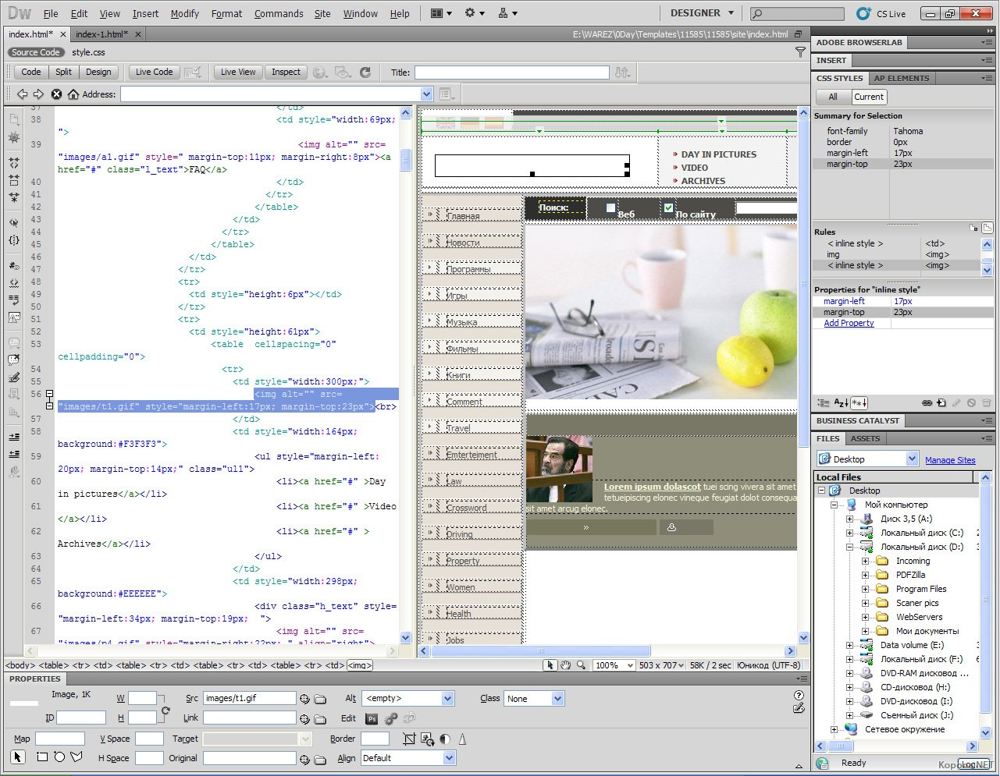 Dw File Edit View Insert Modify Format Commands Site Window Help DESIGNER CS Live
index.html* index-1.html* E:\WAREZ\0Day\Templates\11585\11585\site\index.html
Source Code style.css
Code Split Design Live Code Live View Inspect Title:
Address:
37 </td>
38 <td style="width:69px;
">
39 <img alt="" src=
"images/a1.gif" style=" margin-top:11px; margin-right:8px"><a
href="#" class="l_text">FAQ</a>
40 </td>
41 </tr>
42 </table>
43 </td>
44 </tr>
45 </table>
46 </td>
47 </tr>
48 <tr>
49 <td style="height:6px"></td>
50 </tr>
51 <tr>
52 <td style="height:61px">
53 <table cellspacing="0"
cellpadding="0">
54 <tr>
55 <td style="width:300px;">
56 <img alt="" src=
"images/t1.gif" style="margin-left:17px; margin-top:23px"><br>
57 </td>
58 <td style="width:164px;
background:#F3F3F3">
59 <ul style="margin-left:
20px; margin-top:14px;" class="ul1">
60 <li><a href="#" >Day
in pictures</a></li>
61 <li><a href="#" >Video
</a></li>
62 <li><a href="#" >
Archives</a></li>
63 </ul>
64 </td>
65 <td style="width:298px;
background:#EEEEEE">
66 <div class="h_text" style=
"margin-left:34px; margin-top:19px; ">
67 <img alt="" src=
"images/p4.gif" style="margin-right:22px; " align="right">
DAY IN PICTURES
VIDEO
ARCHIVES
Поиск: Веб По сайту
Главная
Новости
Программы
Игры
Музыка
Фильмы
Книги
Comment
Travel
Emterteiment
Law
Crossword
Driving
Property
Women
Health
Jobs
Lorem ipsum dolascot tuei scing vivera sit amet
tetueipiscing elonec vineque feugiat dolot consequa
sit amet arcug elonec.
»
<body> <table> <tr> <td> <table> <tr> <td> <table> <tr> <td> <table> <tr> <td> <img> 100% 503 x 707 58K / 2 sec Юникод (UTF-8)
PROPERTIES
Image, 1K W Src images/t1.gif Alt <empty> Class None
ID H Link Edit Ps
Map V Space Target Border
H Space Original Align Default
ADOBE BROWSERLAB
INSERT
CSS STYLES AP ELEMENTS
All Current
Summary for Selection
font-family Tahoma
border 0px
margin-left 17px
margin-top 23px
Rules
< inline style > <td>
img <img>
< inline style > <img>
Properties for "inline style"
margin-left 17px
margin-top 23px
Add Property
BUSINESS CATALYST
FILES ASSETS
Desktop Manage Sites
Local Files
Desktop
Мой компьютер
Диск 3,5 (A:)
Локальный диск (C:) 2
Локальный диск (D:) 3
Incoming
PDFZilla
Program Files
Scaner pics
WebServers
Мои документы
Data volume (E:) 3
Локальный диск (F:) 6
DVD-RAM дисковод ...
CD-дисковод (H:)
DVD-дисковод (I:)
Съемный диск (J:)
Сетевое окружение
Ready